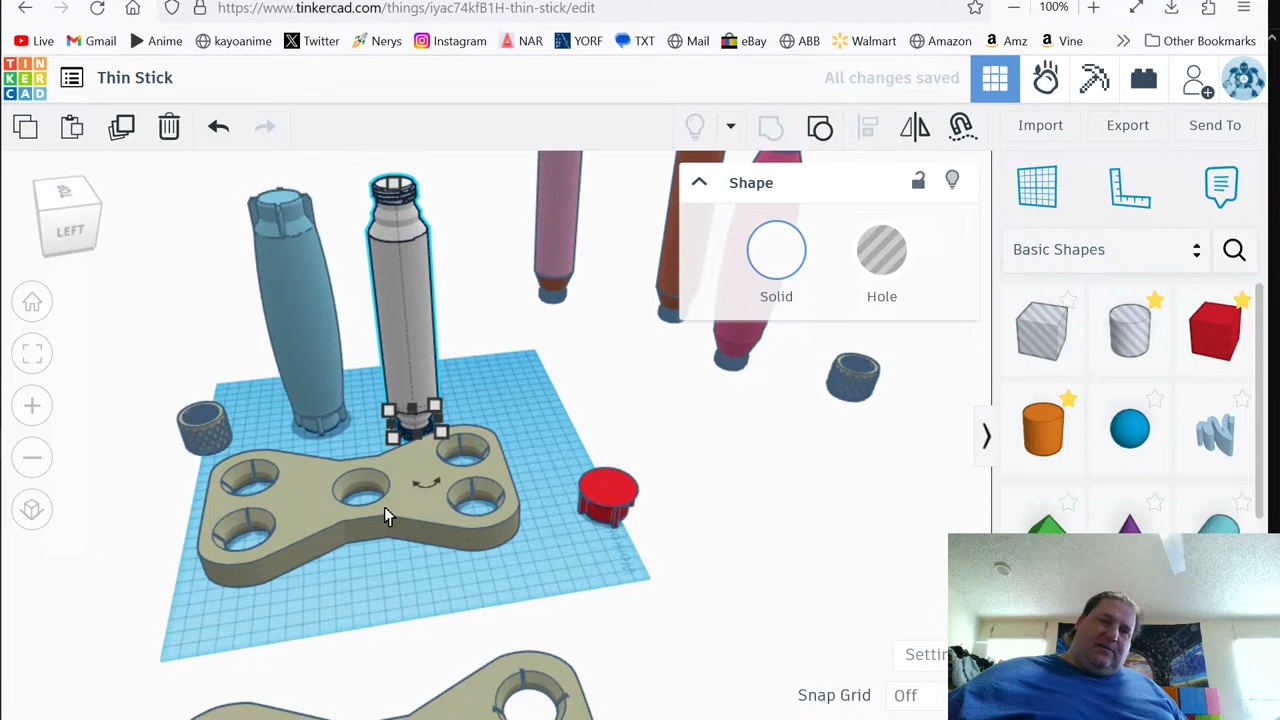 https://www.tinkercad.com/things/iyac74kfB1H-thin-stick/edit
100%
Live
Gmail
Anime
kayoanime
Twitter
Nerys
Instagram
NAR
YORF
TXT
Mail
eBay
ABB
Walmart
Amazon
Amz
Vine
Other Bookmarks
TIN
KER
CAD
Thin Stick
All changes saved
Import
Export
Send To
TOP
LEFT
Shape
Solid
Hole
Basic Shapes
Settin
Snap Grid
Off